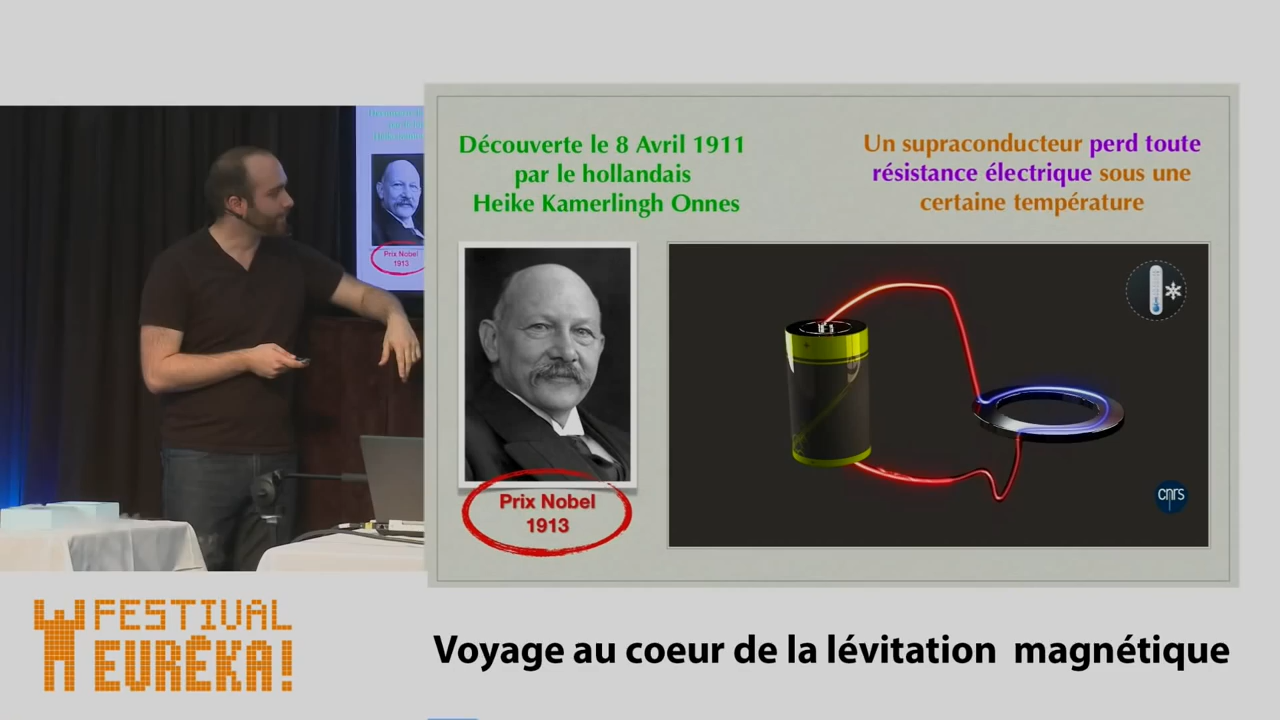 Découverte le 8 Avril 1911
par le hollandais
Heike Kamerlingh Onnes
Un supraconducteur perd toute
résistance électrique sous une
certaine température
Prix Nobel
1913
Prix Nobel
1913
cnrs
FESTIVAL
EURÊKA!
Voyage au coeur de la lévitation magnétique